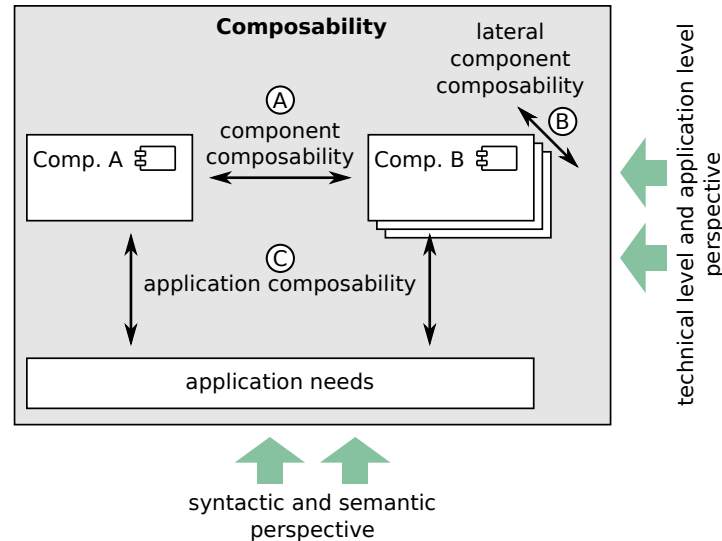 Composability
lateral
component
composability
A
B
component
composability
Comp. A
Comp. B
C
application composability
application needs
technical level and application level
perspective
syntactic and semantic
perspective